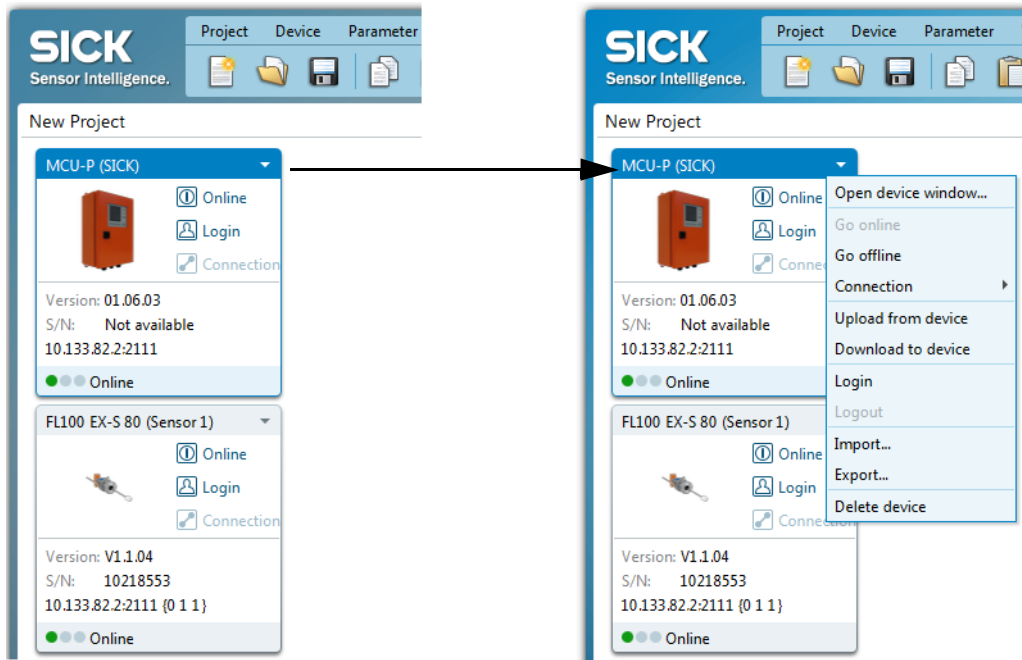 SICK
Sensor Intelligence.
Project Device Parameter
New Project
MCU-P (SICK)
Online
Login
Connection
Version: 01.06.03
S/N: Not available
10.133.82.2:2111
Online
FL100 EX-S 80 (Sensor 1)
Online
Login
Connection
Version: V1.1.04
S/N: 10218553
10.133.82.2:2111 {0 1 1}
Online
SICK
Sensor Intelligence.
Project Device Parameter
New Project
MCU-P (SICK)
Online
Login
Connec
Version: 01.06.03
S/N: Not available
10.133.82.2:2111
Online
Open device window...
Go online
Go offline
Connection
Upload from device
Download to device
Login
Logout
Import...
Export...
Delete device
FL100 EX-S 80 (Sensor 1)
Online
Login
Connection
Version: V1.1.04
S/N: 10218553
10.133.82.2:2111 {0 1 1}
Online